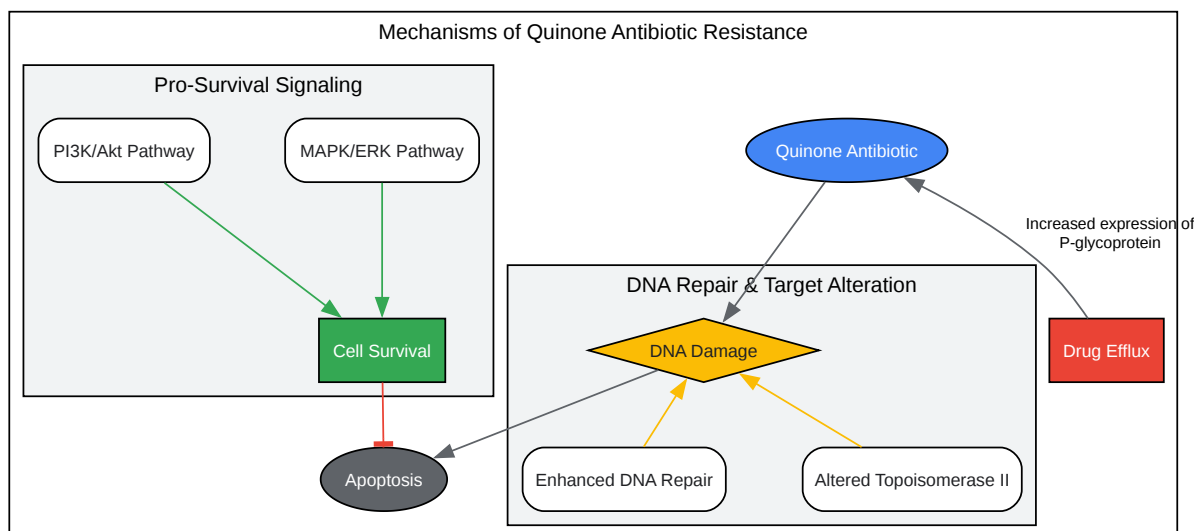 Mechanisms of Quinone Antibiotic Resistance
Pro-Survival Signaling
PI3K/Akt Pathway
MAPK/ERK Pathway
Quinone Antibiotic
Increased expression of
P-glycoprotein
DNA Repair & Target Alteration
Cell Survival
DNA Damage
Drug Efflux
Apoptosis
Enhanced DNA Repair
Altered Topoisomerase II